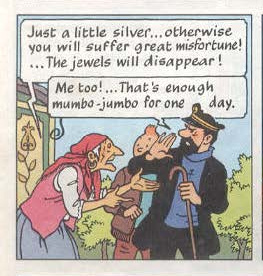 Just a little silver...otherwise
you will suffer great misfortune!
...The jewels will disappear!
Me too!...That's enough
mumbo-jumbo for one day.